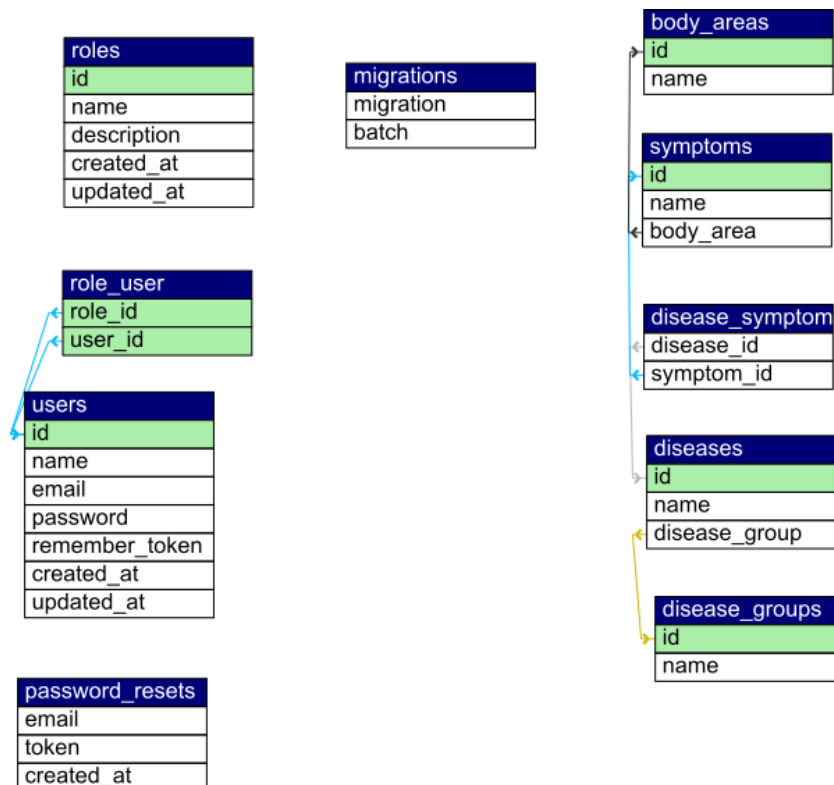 roles
id
name
description
created_at
updated_at
role_user
role_id
user_id
users
id
name
email
password
remember_token
created_at
updated_at
password_resets
email
token
created_at
migrations
migration
batch
body_areas
id
name
symptoms
id
name
body_area
disease_symptom
disease_id
symptom_id
diseases
id
name
disease_group
disease_groups
id
name